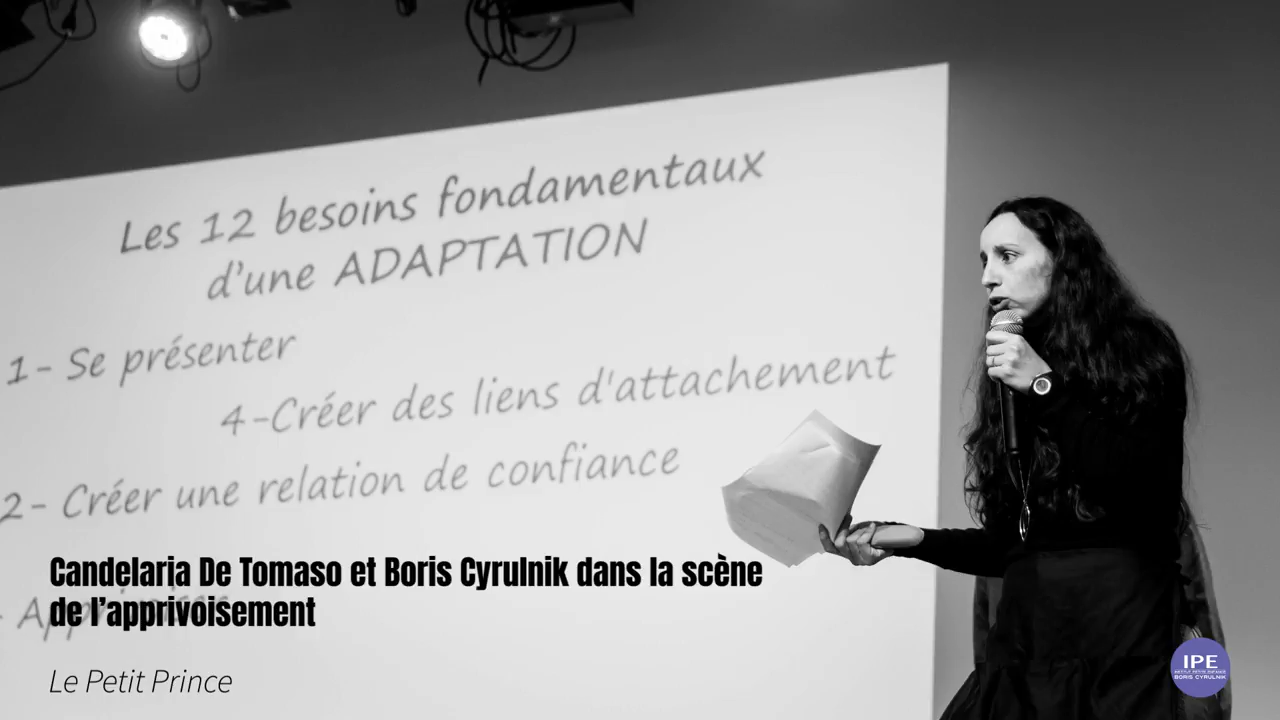 Les 12 besoins fondamentaux
d'une ADAPTATION
1- Se présenter
4-Créer des liens d'attachement
2- Créer une relation de confiance
Candelaria De Tomaso et Boris Cyrulnik dans la scène
de l'apprivoisement
Le Petit Prince
IPE
BORIS CYRULNIK